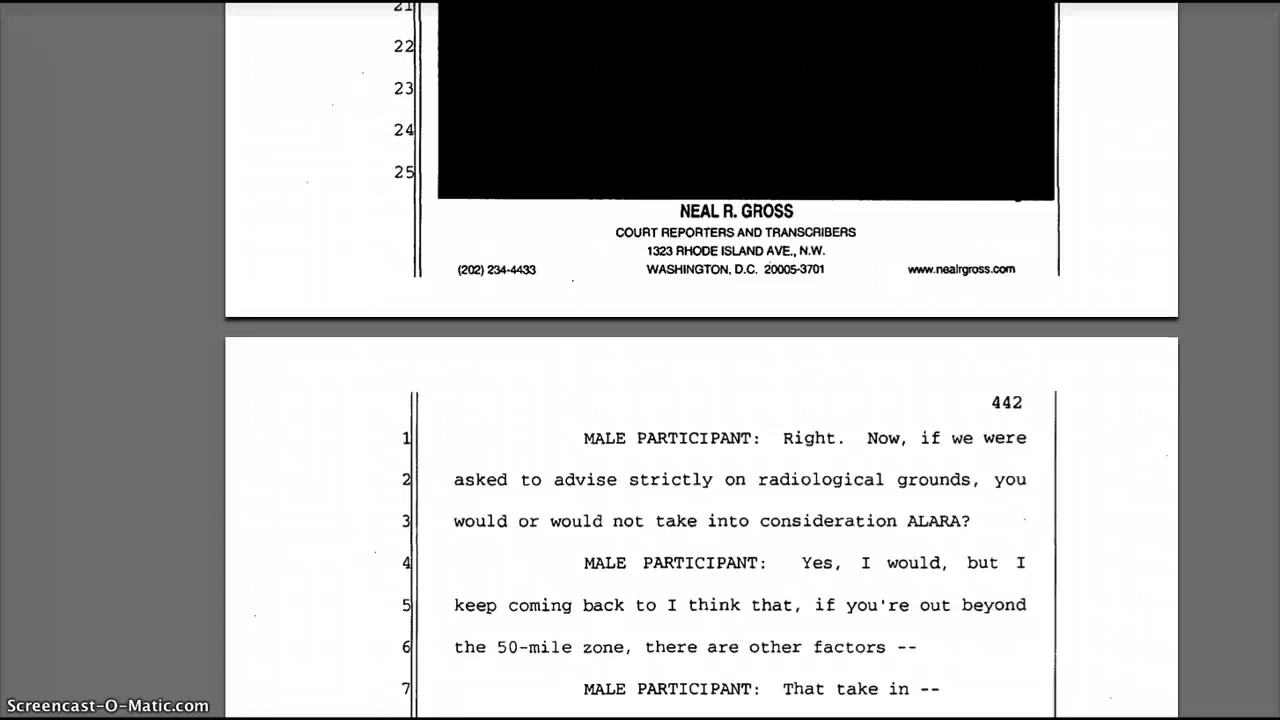 21
22
23
24
25
NEAL R. GROSS
COURT REPORTERS AND TRANSCRIBERS
1323 RHODE ISLAND AVE., N.W.
(202) 234-4433 WASHINGTON, D.C. 20005-3701 www.nealrgross.com
442
1 MALE PARTICIPANT: Right. Now, if we were
2 asked to advise strictly on radiological grounds, you
3 would or would not take into consideration ALARA?
4 MALE PARTICIPANT: Yes, I would, but I
5 keep coming back to I think that, if you're out beyond
6 the 50-mile zone, there are other factors --
7 MALE PARTICIPANT: That take in --
Screencast-O-Matic.com